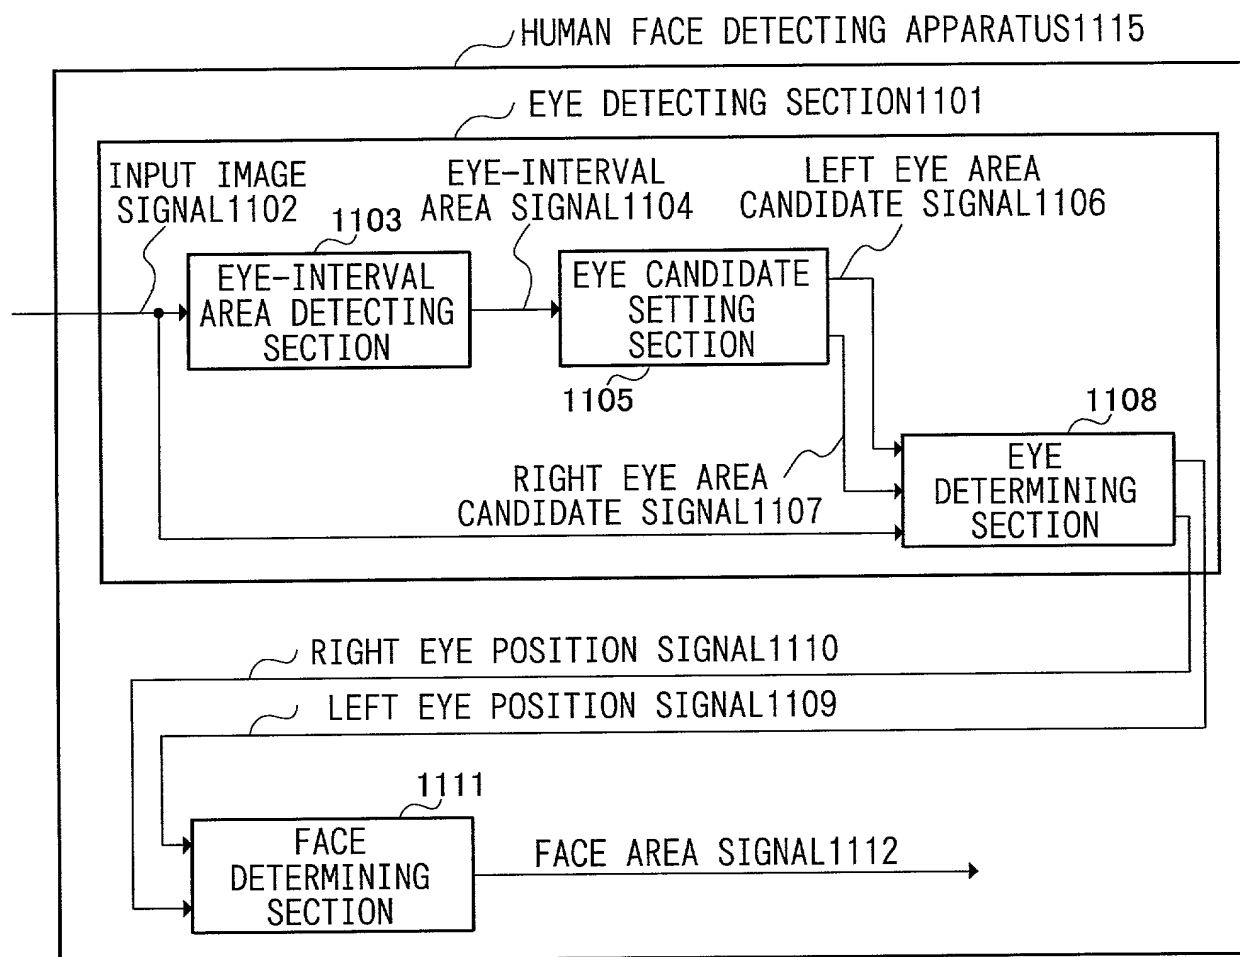 HUMAN FACE DETECTING APPARATUS1115
EYE DETECTING SECTION1101
INPUT IMAGE
SIGNAL1102
EYE-INTERVAL
AREA SIGNAL1104
LEFT EYE AREA
CANDIDATE SIGNAL1106
1103
EYE-INTERVAL
AREA DETECTING
SECTION
EYE CANDIDATE
SETTING
SECTION
1105
1108
EYE
DETERMINING
SECTION
RIGHT EYE AREA
CANDIDATE SIGNAL1107
RIGHT EYE POSITION SIGNAL1110
LEFT EYE POSITION SIGNAL1109
1111
FACE
DETERMINING
SECTION
FACE AREA SIGNAL1112